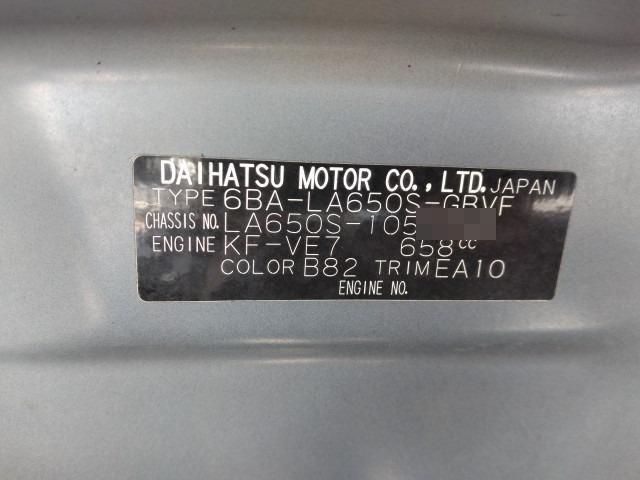 DAIHATSU MOTOR CO., LTD. JAPAN
TYPE 6BA-LA650S-GBVF
CHASSIS NO. LA650S-105
ENGINE KF-VE7 658cc
COLOR B82 TRIM EA10
ENGINE NO.